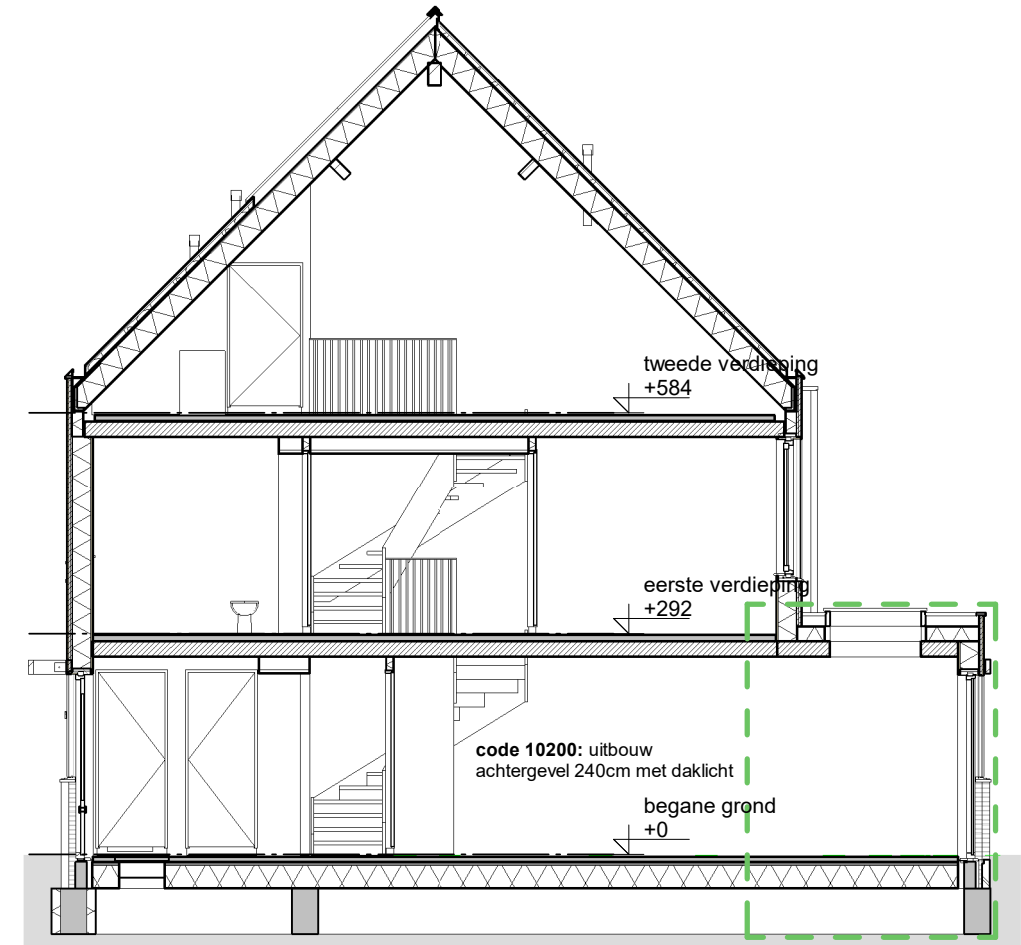 tweede verdieping
+584
eerste verdieping
+292
code 10200: uitbouw
achtergevel 240cm met daklicht
begane grond
+0